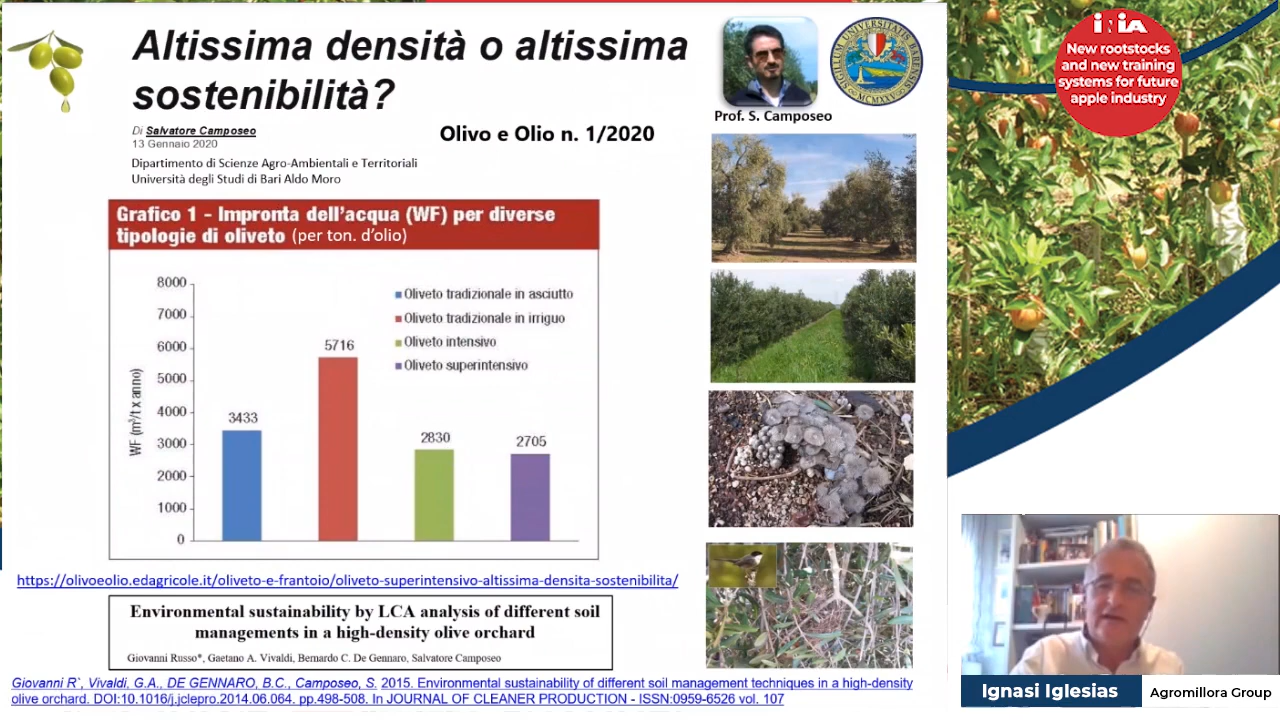 Altissima densità o altissima
sostenibilità?
Di Salvatore Camposeo
13 Gennaio 2020
Olivo e Olio n. 1/2020
Dipartimento di Scienze Agro-Ambientali e Territoriali
Università degli Studi di Bari Aldo Moro
Prof. S. Camposeo
SIGILLUM UNIVERSITATIS BARENSIS
MCMXXV
Grafico 1 - Impronta dell'acqua (WF) per diverse
tipologie di oliveto (per ton. d'olio)
WF (m³/t x anno)
8000
7000
6000
5000
4000
3000
2000
1000
0
3433
5716
2830
2705
Oliveto tradizionale in asciutto
Oliveto tradizionale in irriguo
Oliveto intensivo
Oliveto superintensivo
https://olivoeolio.edagricole.it/oliveto-e-frantoio/oliveto-superintensivo-altissima-densita-sostenibilita/
Environmental sustainability by LCA analysis of different soil
managements in a high-density olive orchard
Giovanni Russo*, Gaetano A. Vivaldi, Bernardo C. De Gennaro, Salvatore Camposeo
Giovanni R`, Vivaldi, G.A., DE GENNARO, B.C., Camposeo, S. 2015. Environmental sustainability of different soil management techniques in a high-density
olive orchard. DOI:10.1016/j.jclepro.2014.06.064. pp.498-508. In JOURNAL OF CLEANER PRODUCTION - ISSN:0959-6526 vol. 107
iNiA
New rootstocks
and new training
systems for future
apple industry
Ignasi Iglesias
Agromillora Group